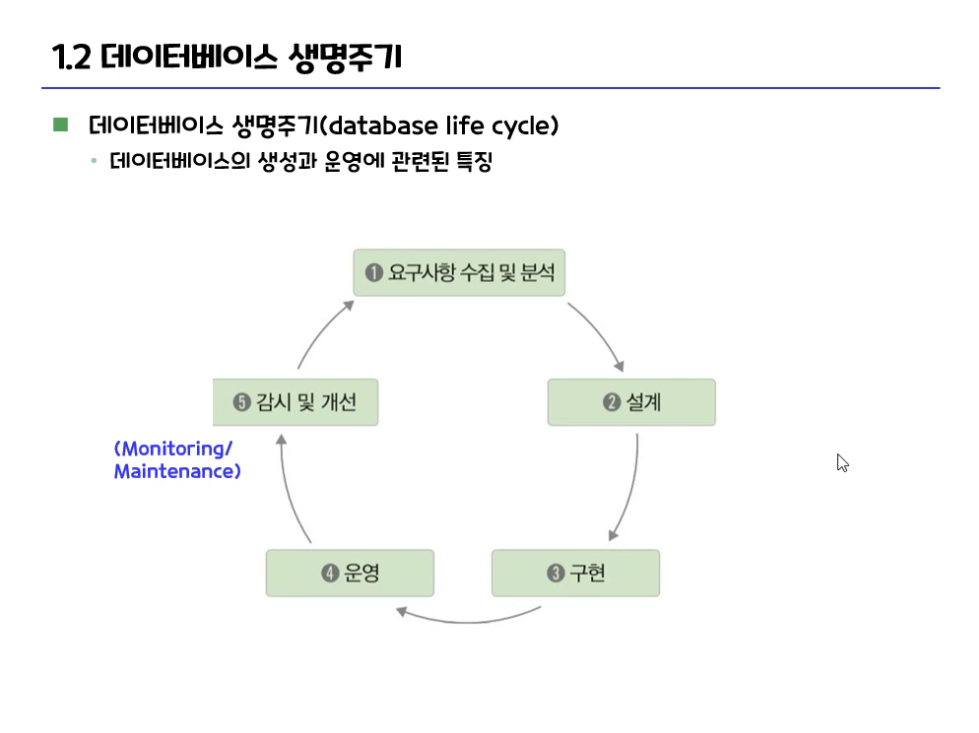 1.2 데이터베이스 생명주기
■ 데이터베이스 생명주기(database life cycle)
• 데이터베이스의 생성과 운영에 관련된 특징
❶ 요구사항 수집 및 분석
❺ 감시 및 개선
❷ 설계
(Monitoring/
Maintenance)
❹ 운영
❸ 구현